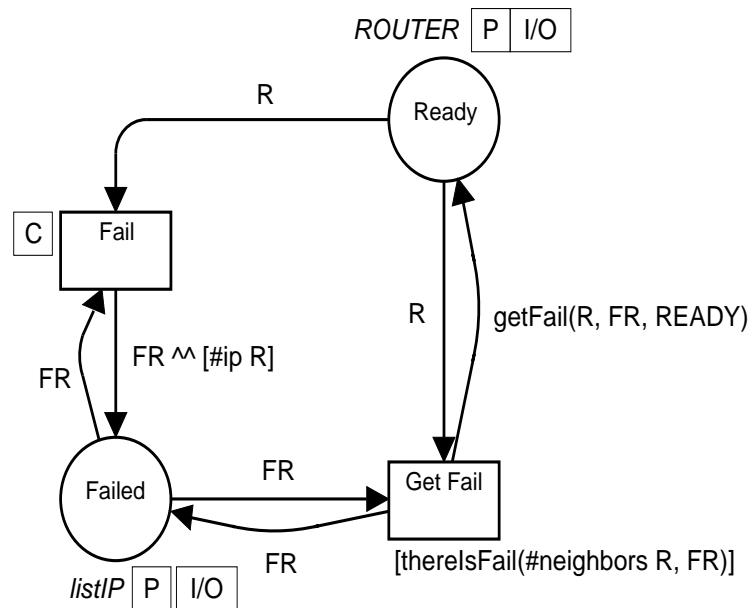 ROUTER P I/O
Ready
R
C
Fail
R
getFail(R, FR, READY)
FR
FR ^^ [#ip R]
Failed
FR
Get Fail
FR
[thereIsFail(#neighbors R, FR)]
listIP P I/O